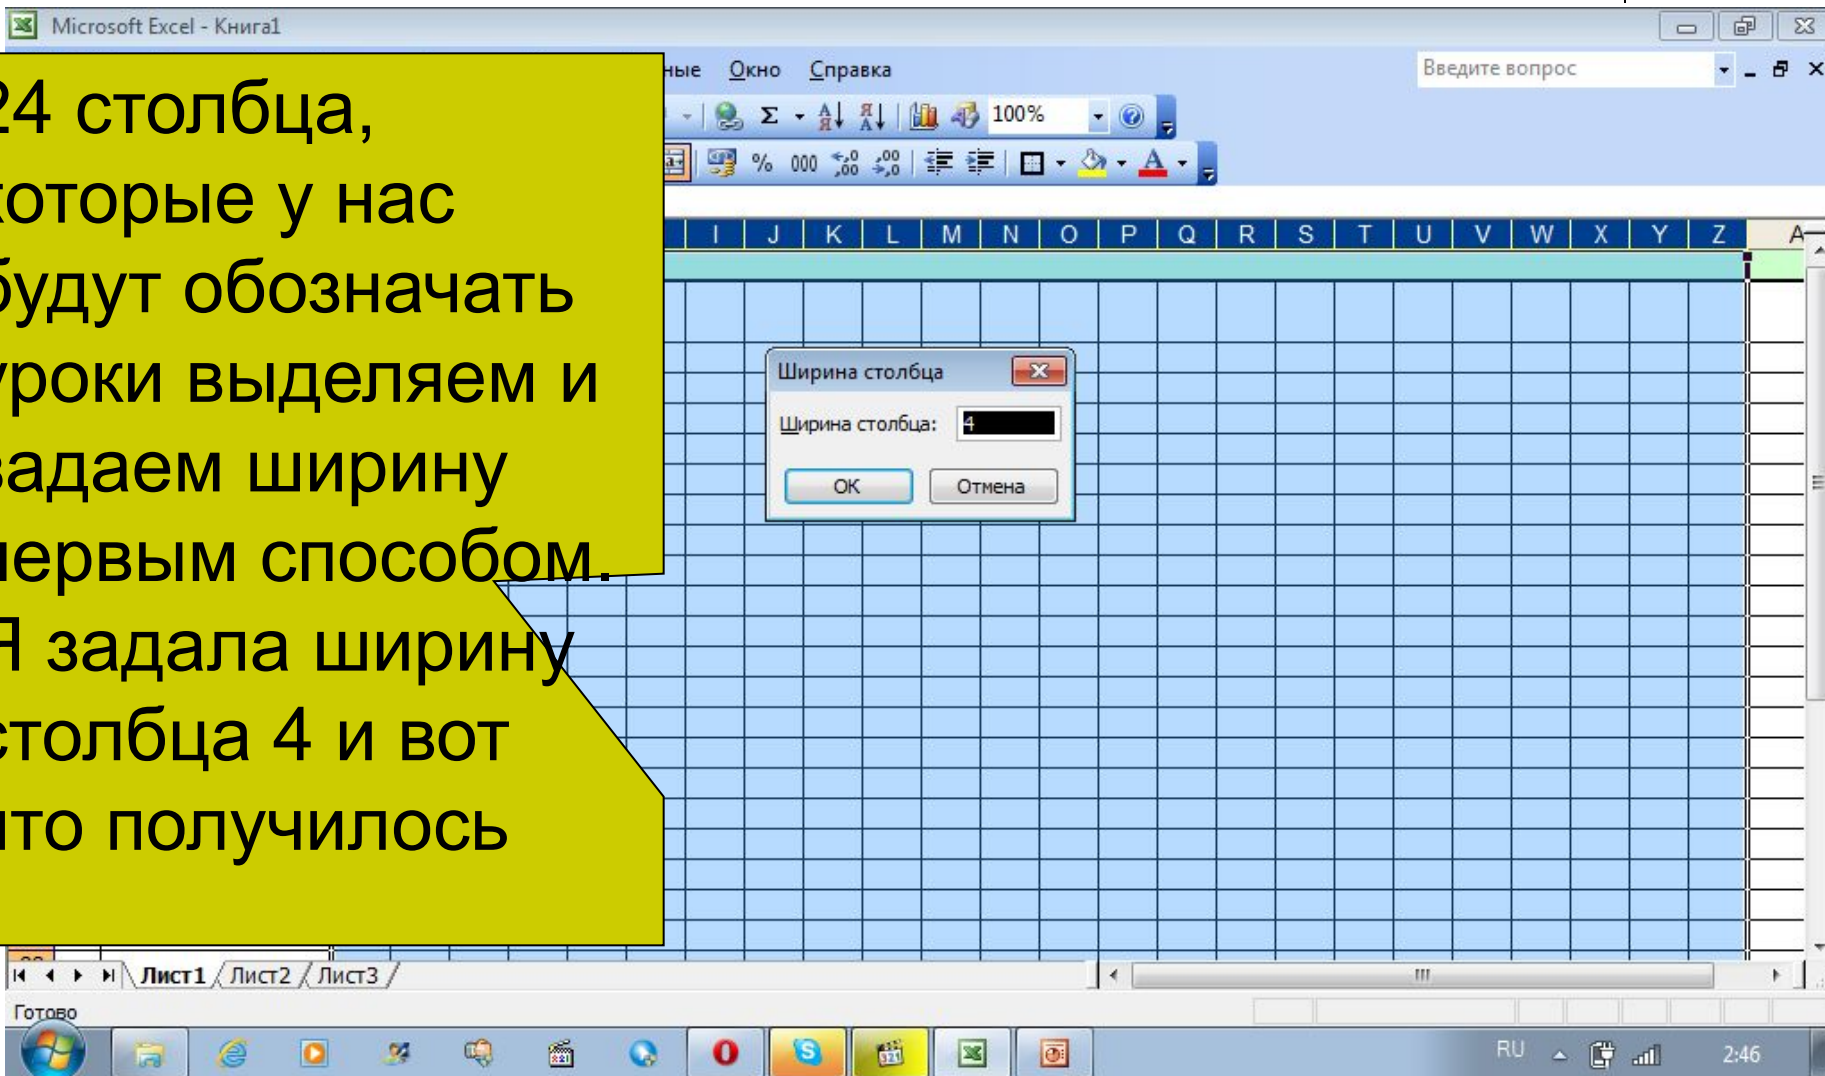 Microsoft Excel - Книга1
ные Окно Справка Введите вопрос
Σ 100%
% 000
I J K L M N O P Q R S T U V W X Y Z A
24 столбца,
которые у нас
будут обозначать
уроки выделяем и
задаем ширину
первым способом.
Я задала ширину
столбца 4 и вот
что получилось
Ширина столбца
Ширина столбца: 4
ОК Отмена
Лист1 Лист2 Лист3
Готово
RU 2:46